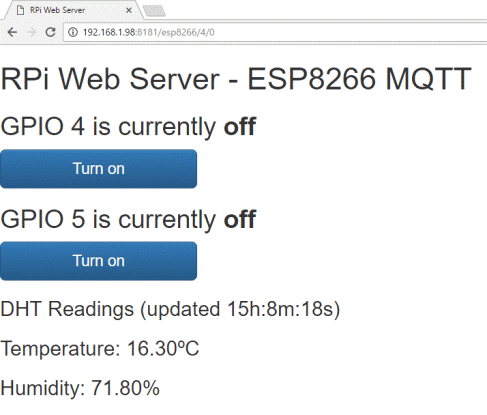 RPi Web Server
192.168.1.98:8181/esp8266/4/0
RPi Web Server - ESP8266 MQTT
GPIO 4 is currently off
Turn on
GPIO 5 is currently off
Turn on
DHT Readings (updated 15h:8m:18s)
Temperature: 16.30ºC
Humidity: 71.80%